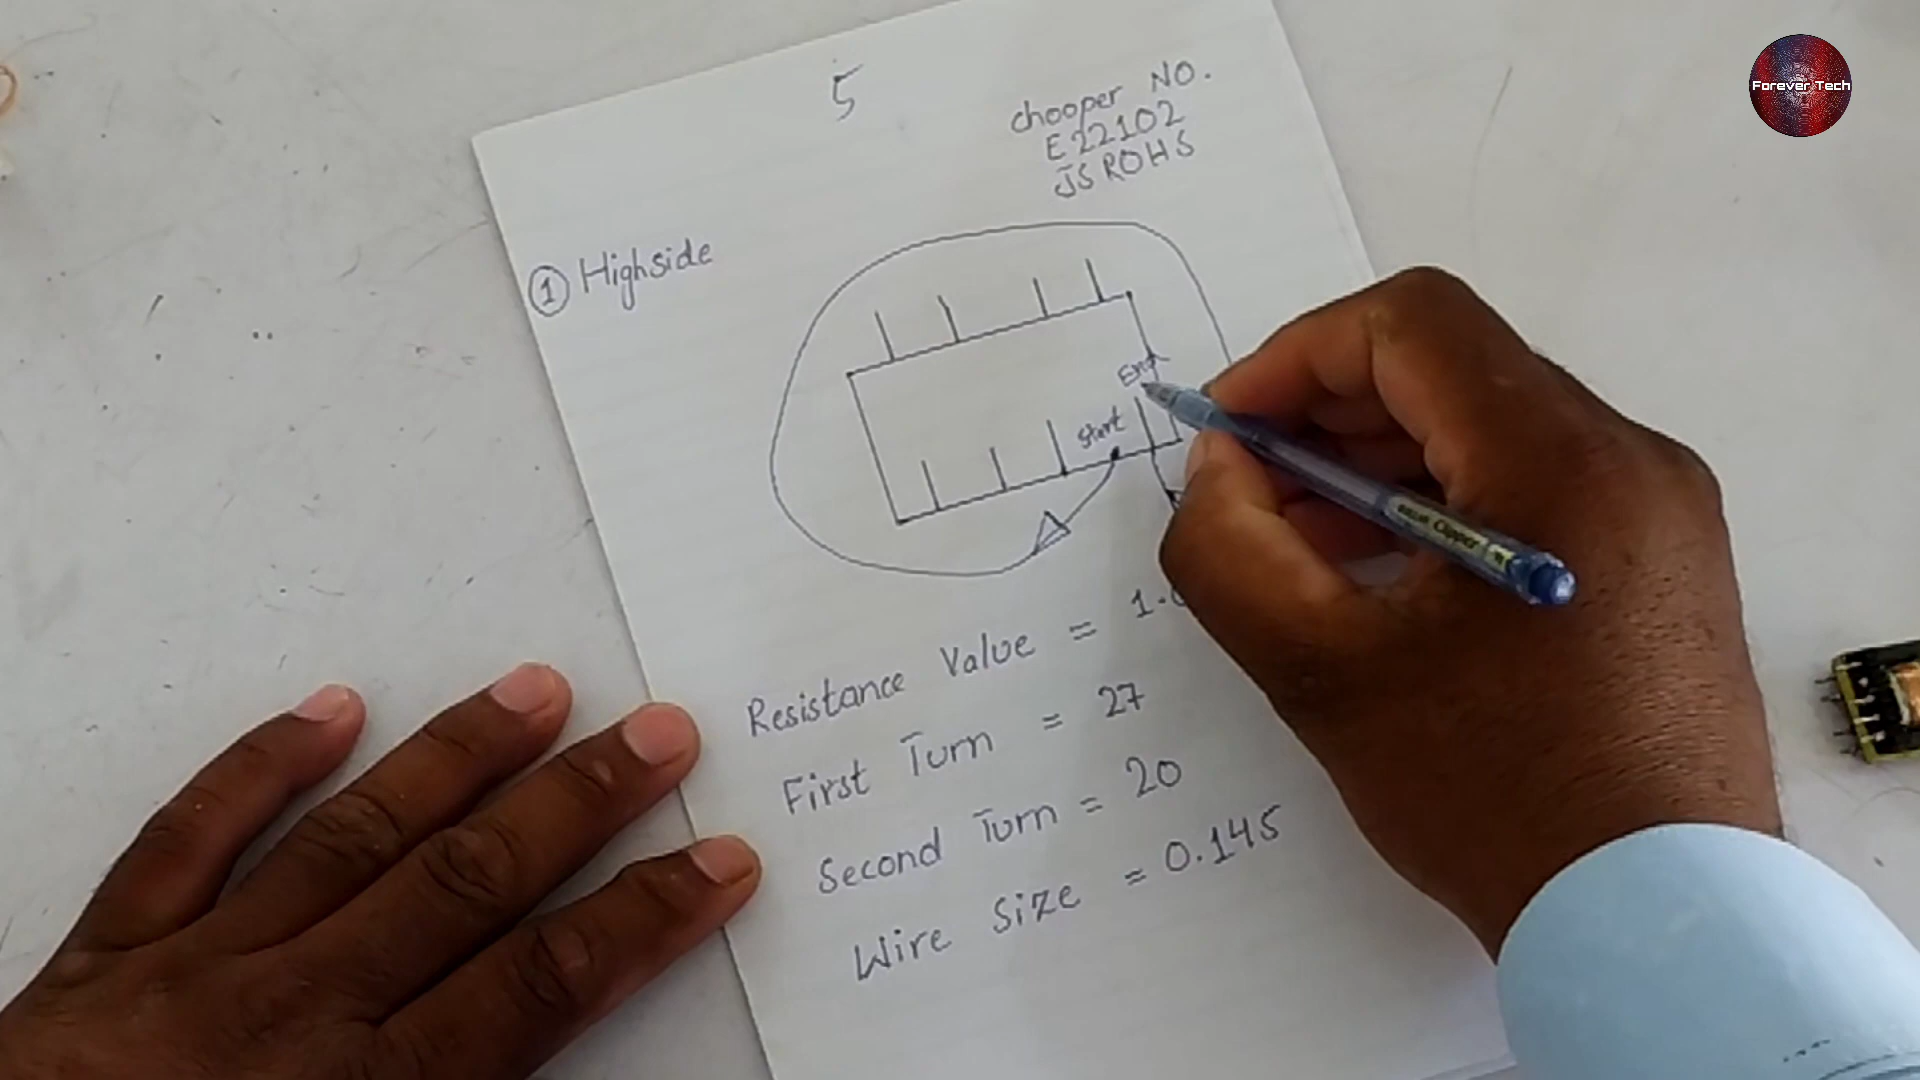 5
chooper NO.
E22102
JS ROHS
① Highside
End
Start
Resistance Value =
First Turn = 27
Second Turn = 20
Wire Size = 0.145
Clipper
Forever Tech